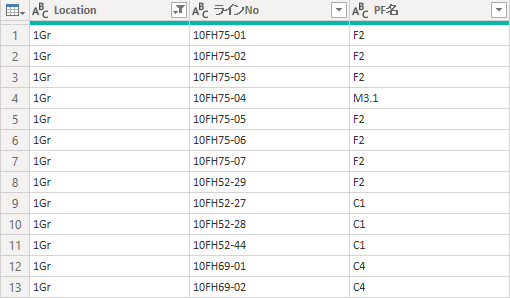 ABC Location ABC ラインNo ABC PF名
1 1Gr 10FH75-01 F2
2 1Gr 10FH75-02 F2
3 1Gr 10FH75-03 F2
4 1Gr 10FH75-04 M3.1
5 1Gr 10FH75-05 F2
6 1Gr 10FH75-06 F2
7 1Gr 10FH75-07 F2
8 1Gr 10FH52-29 F2
9 1Gr 10FH52-27 C1
10 1Gr 10FH52-28 C1
11 1Gr 10FH52-44 C1
12 1Gr 10FH69-01 C4
13 1Gr 10FH69-02 C4